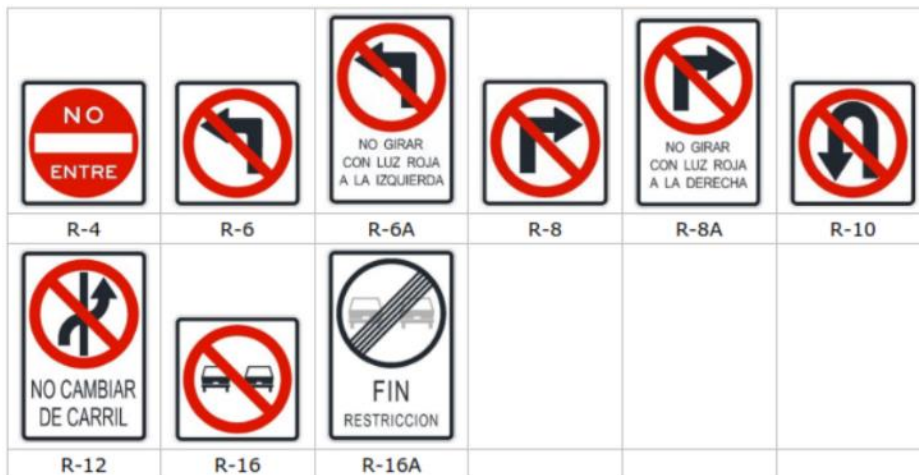 NO
ENTRE
NO GIRAR
CON LUZ ROJA
A LA IZQUIERDA
NO GIRAR
CON LUZ ROJA
A LA DERECHA
R-4
R-6
R-6A
R-8
R-8A
R-10
NO CAMBIAR
DE CARRIL
FIN
RESTRICCION
R-12
R-16
R-16A